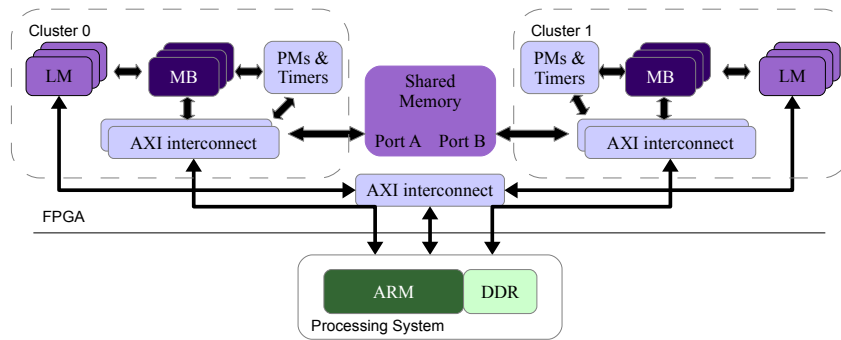 Cluster 0
LM
MB
PMs &
Timers
AXI interconnect
Shared
Memory
Port A
Port B
Cluster 1
PMs &
Timers
MB
LM
AXI interconnect
AXI interconnect
FPGA
ARM
DDR
Processing System